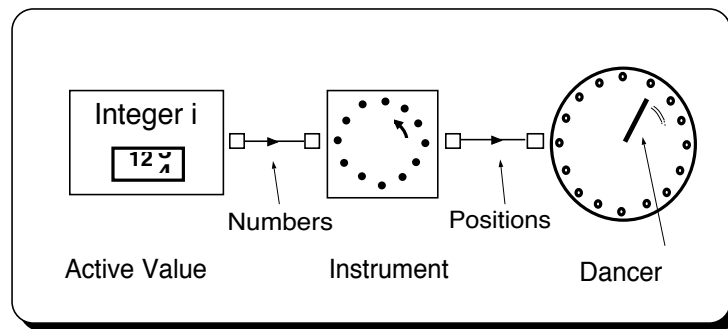 Integer i
12
Numbers
Positions
Active Value
Instrument
Dancer